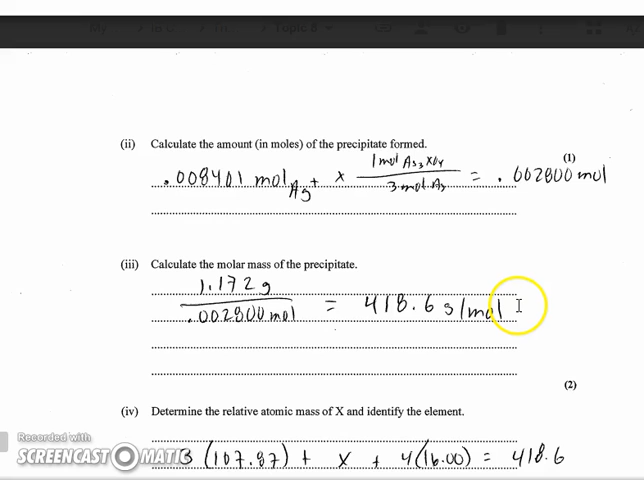 Topic 8
(ii) Calculate the amount (in moles) of the precipitate formed.
(1)
.008401 mol Ag+ x 1 mol Ag3XO4 / 3 mol Ag = .002800 mol
(iii) Calculate the molar mass of the precipitate.
1.172g / .002800 mol = 418.6 g/mol
(2)
(iv) Determine the relative atomic mass of X and identify the element.
3 (107.87) + x + 4(16.00) = 418.6
Recorded with
SCREENCAST-O-MATIC